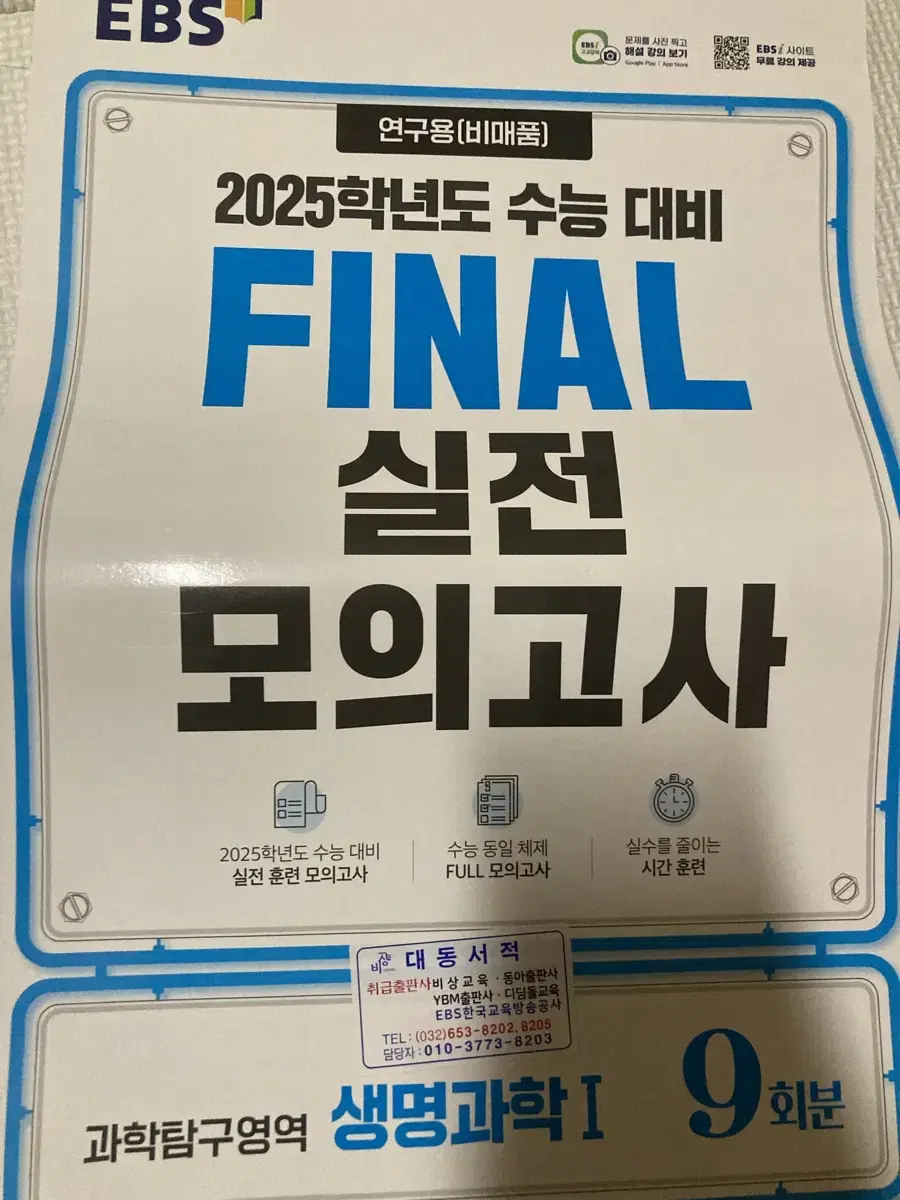 EBS
EBSi 고교강의
문제를 사진 찍고
해설 강의 보기
Google Play | App Store
EBSi 사이트
무료 강의 제공
연구용(비매품)
2025학년도 수능 대비
FINAL
실전
모의고사
2025학년도 수능 대비
실전 훈련 모의고사
수능 동일 체제
FULL 모의고사
실수를 줄이는
시간 훈련
비상 대동서적
취급출판사 비상교육 · 동아출판사
YBM출판사 · 디딤돌교육
EBS한국교육방송공사
TEL : (032)653-8202, 8205
담당자 : 010-3773-8203
과학탐구영역 생명과학 I 9회분